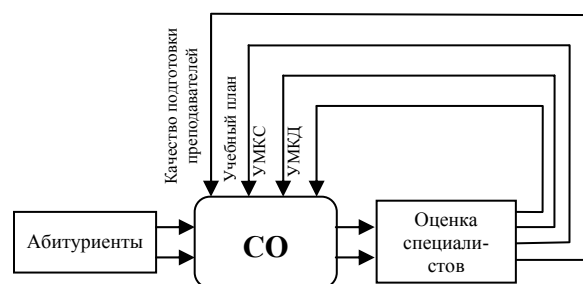 Качество подготовки
преподавателей
Учебный план
УМКС
УМКД
Абитуриенты
СО
Оценка
специали-
стов